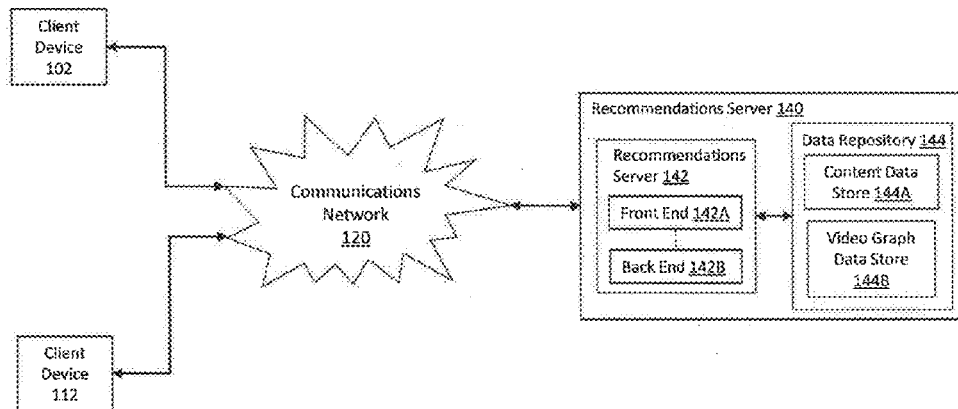 Client
Device
102
Communications
Network
120
Client
Device
112
Recommendations Server 140
Recommendations
Server 142
Front End 142A
Back End 142B
Data Repository 144
Content Data
Store 144A
Video Graph
Data Store
144B